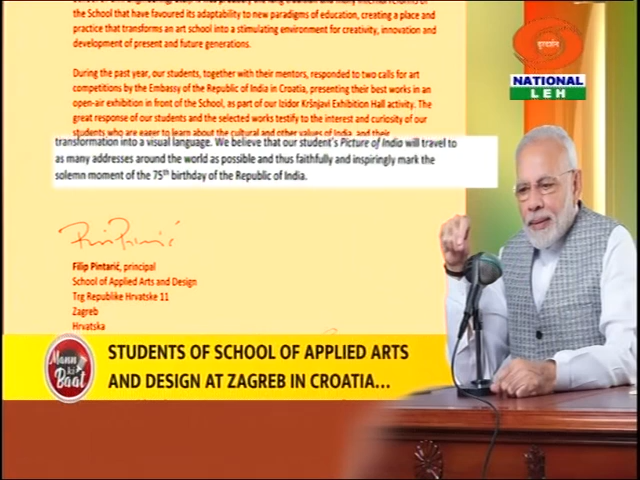 the School that have favoured its adaptability to new paradigms of education, creating a place and
practice that transforms an art school into a stimulating environment for creativity, innovation and
development of present and future generations.
During the past year, our students, together with their mentors, responded to two calls for art
competitions by the Embassy of the Republic of India in Croatia, presenting their best works in an
open-air exhibition in front of the School, as part of our Izidor Kršnjavi Exhibition Hall activity. The
great response of our students and the selected works testify to the interest and curiosity of our
students who are eager to learn about the cultural and other values of India, and their
transformation into a visual language. We believe that our student's Picture of India will travel to
as many addresses around the world as possible and thus faithfully and inspiringly mark the
solemn moment of the 75th birthday of the Republic of India.
Filip Pintarić, principal
School of Applied Arts and Design
Trg Republike Hrvatske 11
Zagreb
Hrvatska
दूरदर्शन
NATIONAL
LEH
Mann
ki
Baat
STUDENTS OF SCHOOL OF APPLIED ARTS
AND DESIGN AT ZAGREB IN CROATIA...